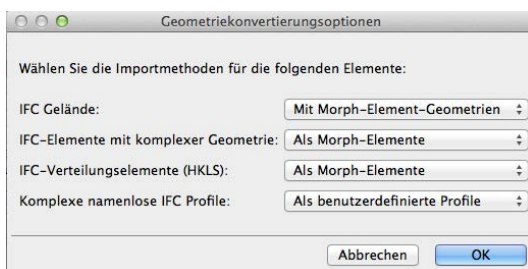 Geometriekonvertierungsoptionen
Wählen Sie die Importmethoden für die folgenden Elemente:
IFC Gelände: Mit Morph-Element-Geometrien
IFC-Elemente mit komplexer Geometrie: Als Morph-Elemente
IFC-Verteilungselemente (HKLS): Als Morph-Elemente
Komplexe namenlose IFC Profile: Als benutzerdefinierte Profile
Abbrechen OK